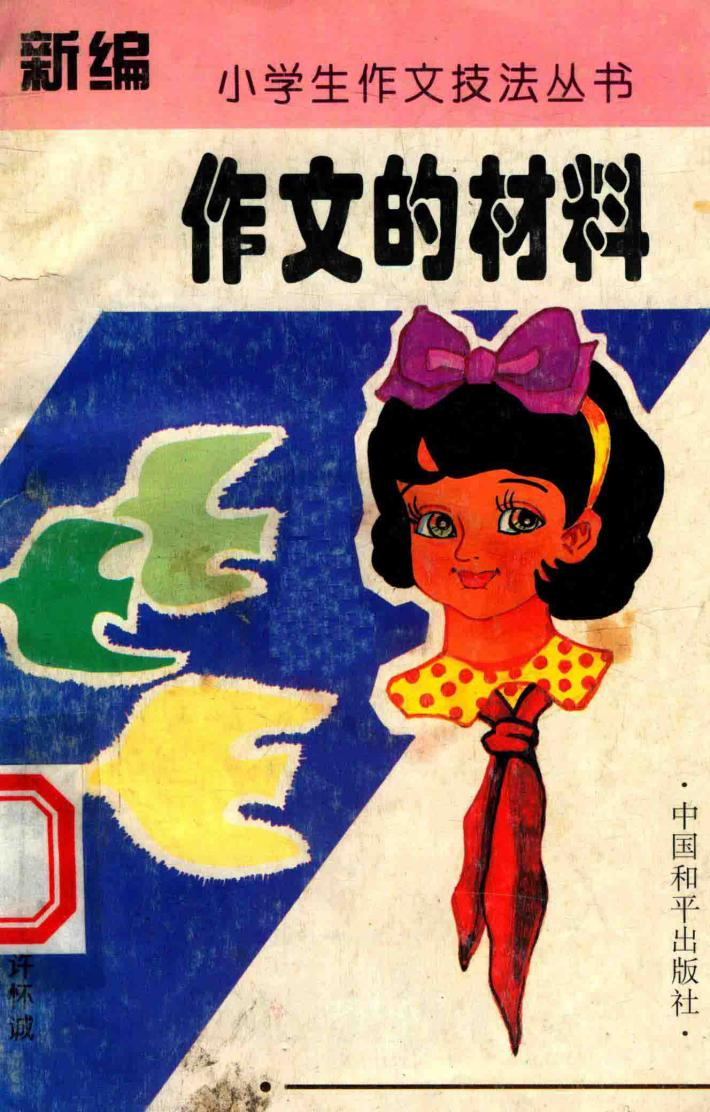 新编
小学生作文技法丛书
作文的材料
·中国和平出版社·
许怀诚